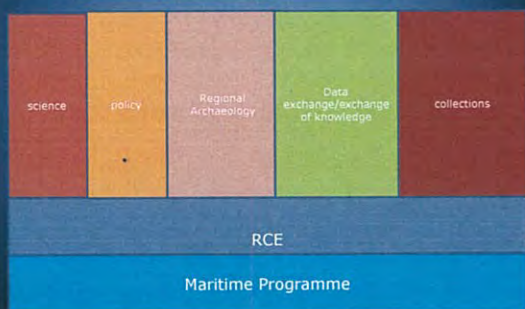 science
policy
Regional
Archaeology
Data
exchange/exchange
of knowledge
collections
RCE
Maritime Programme